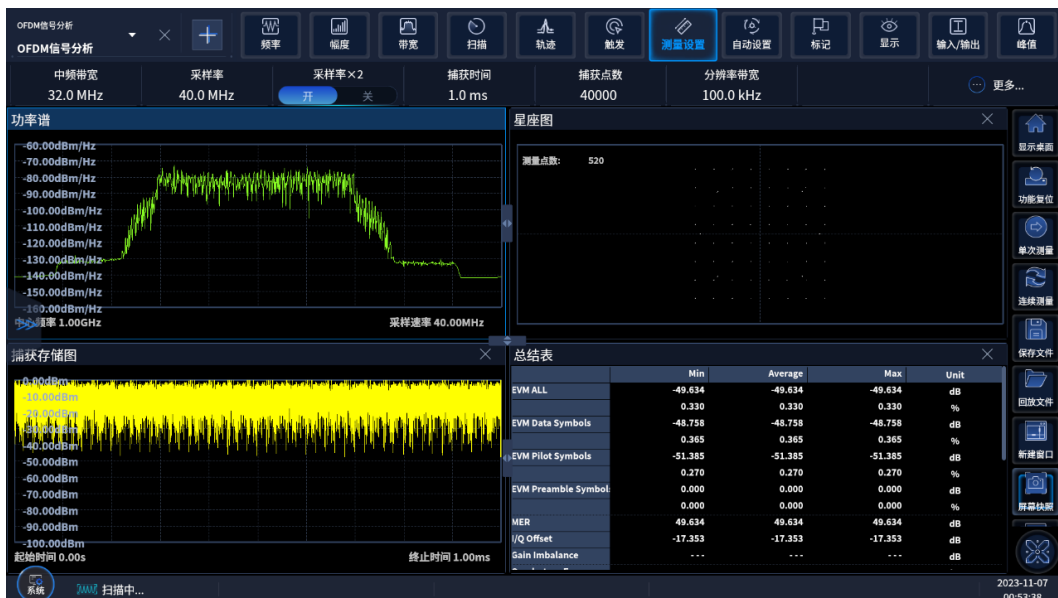 OFDM信号分析
OFDM信号分析
频率 幅度 带宽 扫描 轨迹 触发 测量设置 自动设置 标记 显示 输入/输出 峰值
中频带宽 采样率 采样率×2 捕获时间 捕获点数 分辨率带宽
32.0 MHz 40.0 MHz 开 关 1.0 ms 40000 100.0 kHz 更多...
功率谱
-60.00dBm/Hz
-70.00dBm/Hz
-80.00dBm/Hz
-90.00dBm/Hz
-100.00dBm/Hz
-110.00dBm/Hz
-120.00dBm/Hz
-130.00dBm/Hz
-140.00dBm/Hz
-150.00dBm/Hz
-160.00dBm/Hz
中心频率 1.00GHz 采样速率 40.00MHz
星座图
测量点数: 520
捕获存储图
0.00dBm
-10.00dBm
-20.00dBm
-30.00dBm
-40.00dBm
-50.00dBm
-60.00dBm
-70.00dBm
-80.00dBm
-90.00dBm
-100.00dBm
起始时间 0.00s 终止时间 1.00ms
总结表
Min Average Max Unit
EVM ALL -49.634 -49.634 -49.634 dB
0.330 0.330 0.330 %
EVM Data Symbols -48.758 -48.758 -48.758 dB
0.365 0.365 0.365 %
EVM Pilot Symbols -51.385 -51.385 -51.385 dB
0.270 0.270 0.270 %
EVM Preamble Symbol 0.000 0.000 0.000 dB
0.000 0.000 0.000 %
MER 49.634 49.634 49.634 dB
I/Q Offset -17.353 -17.353 -17.353 dB
Gain Imbalance --- --- --- dB
显示桌面
功能复位
单次测量
连续测量
保存文件
回放文件
新建窗口
屏幕快照
系统 扫描中...
2023-11-07
00:53:38